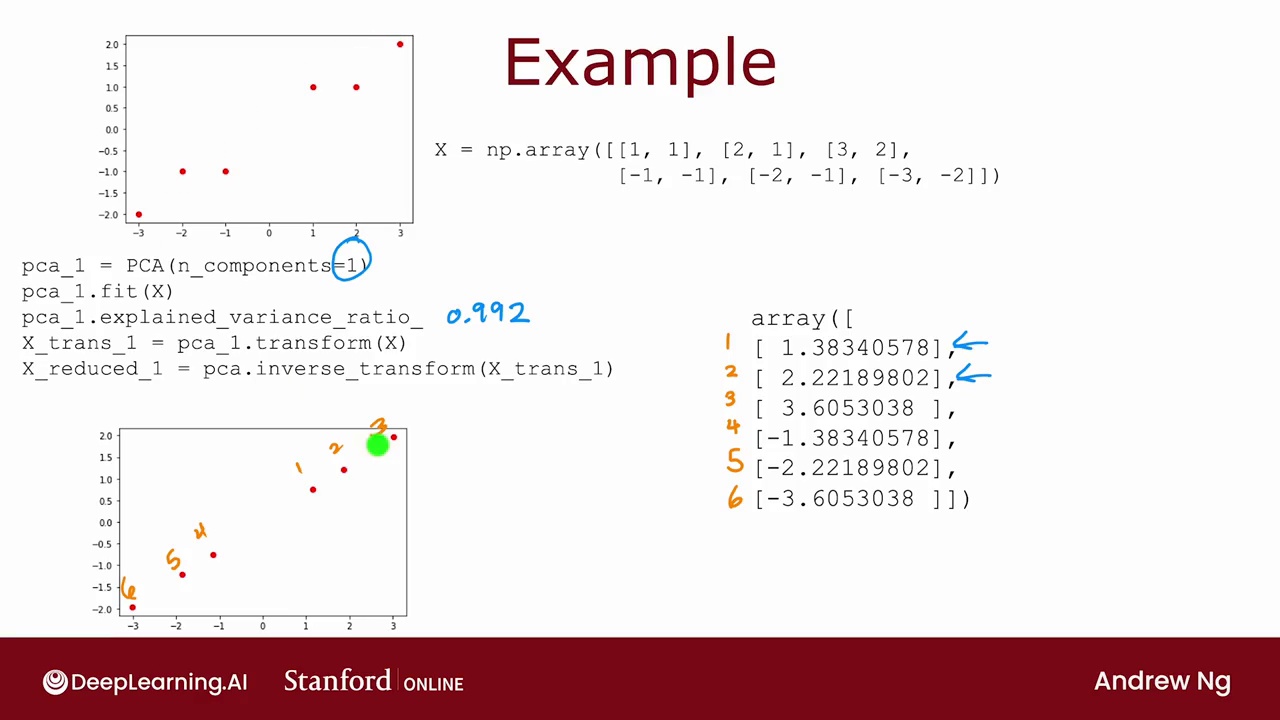 Example
2.0
1.5
1.0
0.5
0.0
−0.5
−1.0
−1.5
−2.0
−3 −2 −1 0 1 2 3
X = np.array([[1, 1], [2, 1], [3, 2],
[-1, -1], [-2, -1], [-3, -2]])
pca_1 = PCA(n_components=1)
pca_1.fit(X)
pca_1.explained_variance_ratio_ 0.992
X_trans_1 = pca_1.transform(X)
X_reduced_1 = pca.inverse_transform(X_trans_1)
array([
1 [ 1.38340578],
2 [ 2.22189802],
3 [ 3.6053038 ],
4 [-1.38340578],
5 [-2.22189802],
6 [-3.6053038 ]])
2.0
1.5
1.0
0.5
0.0
−0.5
−1.0
−1.5
−2.0
3
2
1
4
5
6
−3 −2 −1 0 1 2 3
DeepLearning.AI Stanford ONLINE Andrew Ng